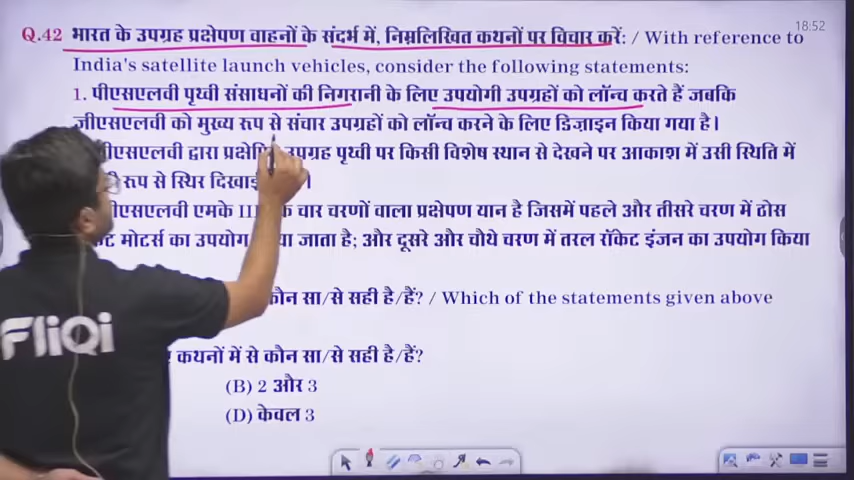 18:52
Q.42 भारत के उपग्रह प्रक्षेपण वाहनों के संदर्भ में, निम्नलिखित कथनों पर विचार करें: / With reference to
India's satellite launch vehicles, consider the following statements:
1. पीएसएलवी पृथ्वी संसाधनों की निगरानी के लिए उपयोगी उपग्रहों को लॉन्च करते हैं जबकि
जीएसएलवी को मुख्य रूप से संचार उपग्रहों को लॉन्च करने के लिए डिज़ाइन किया गया है।
पीएसएलवी द्वारा उपग्रह पृथ्वी पर किसी विशेष स्थान से देखने पर आकाश में उसी स्थिति में
रूप से स्थिर
एमके चार चरणों वाला प्रक्षेपण यान है जिसमें पहले और तीसरे चरण में ठोस
मोटर्स का उपयोग जाता है; और दूसरे और चौथे चरण में तरल रॉकेट इंजन का उपयोग किया
कौन सा/से सही है/हैं? / Which of the statements given above
कथनों में से कौन सा/से सही है/हैं?
(B) 2 और 3
(D) केवल 3
FliQi